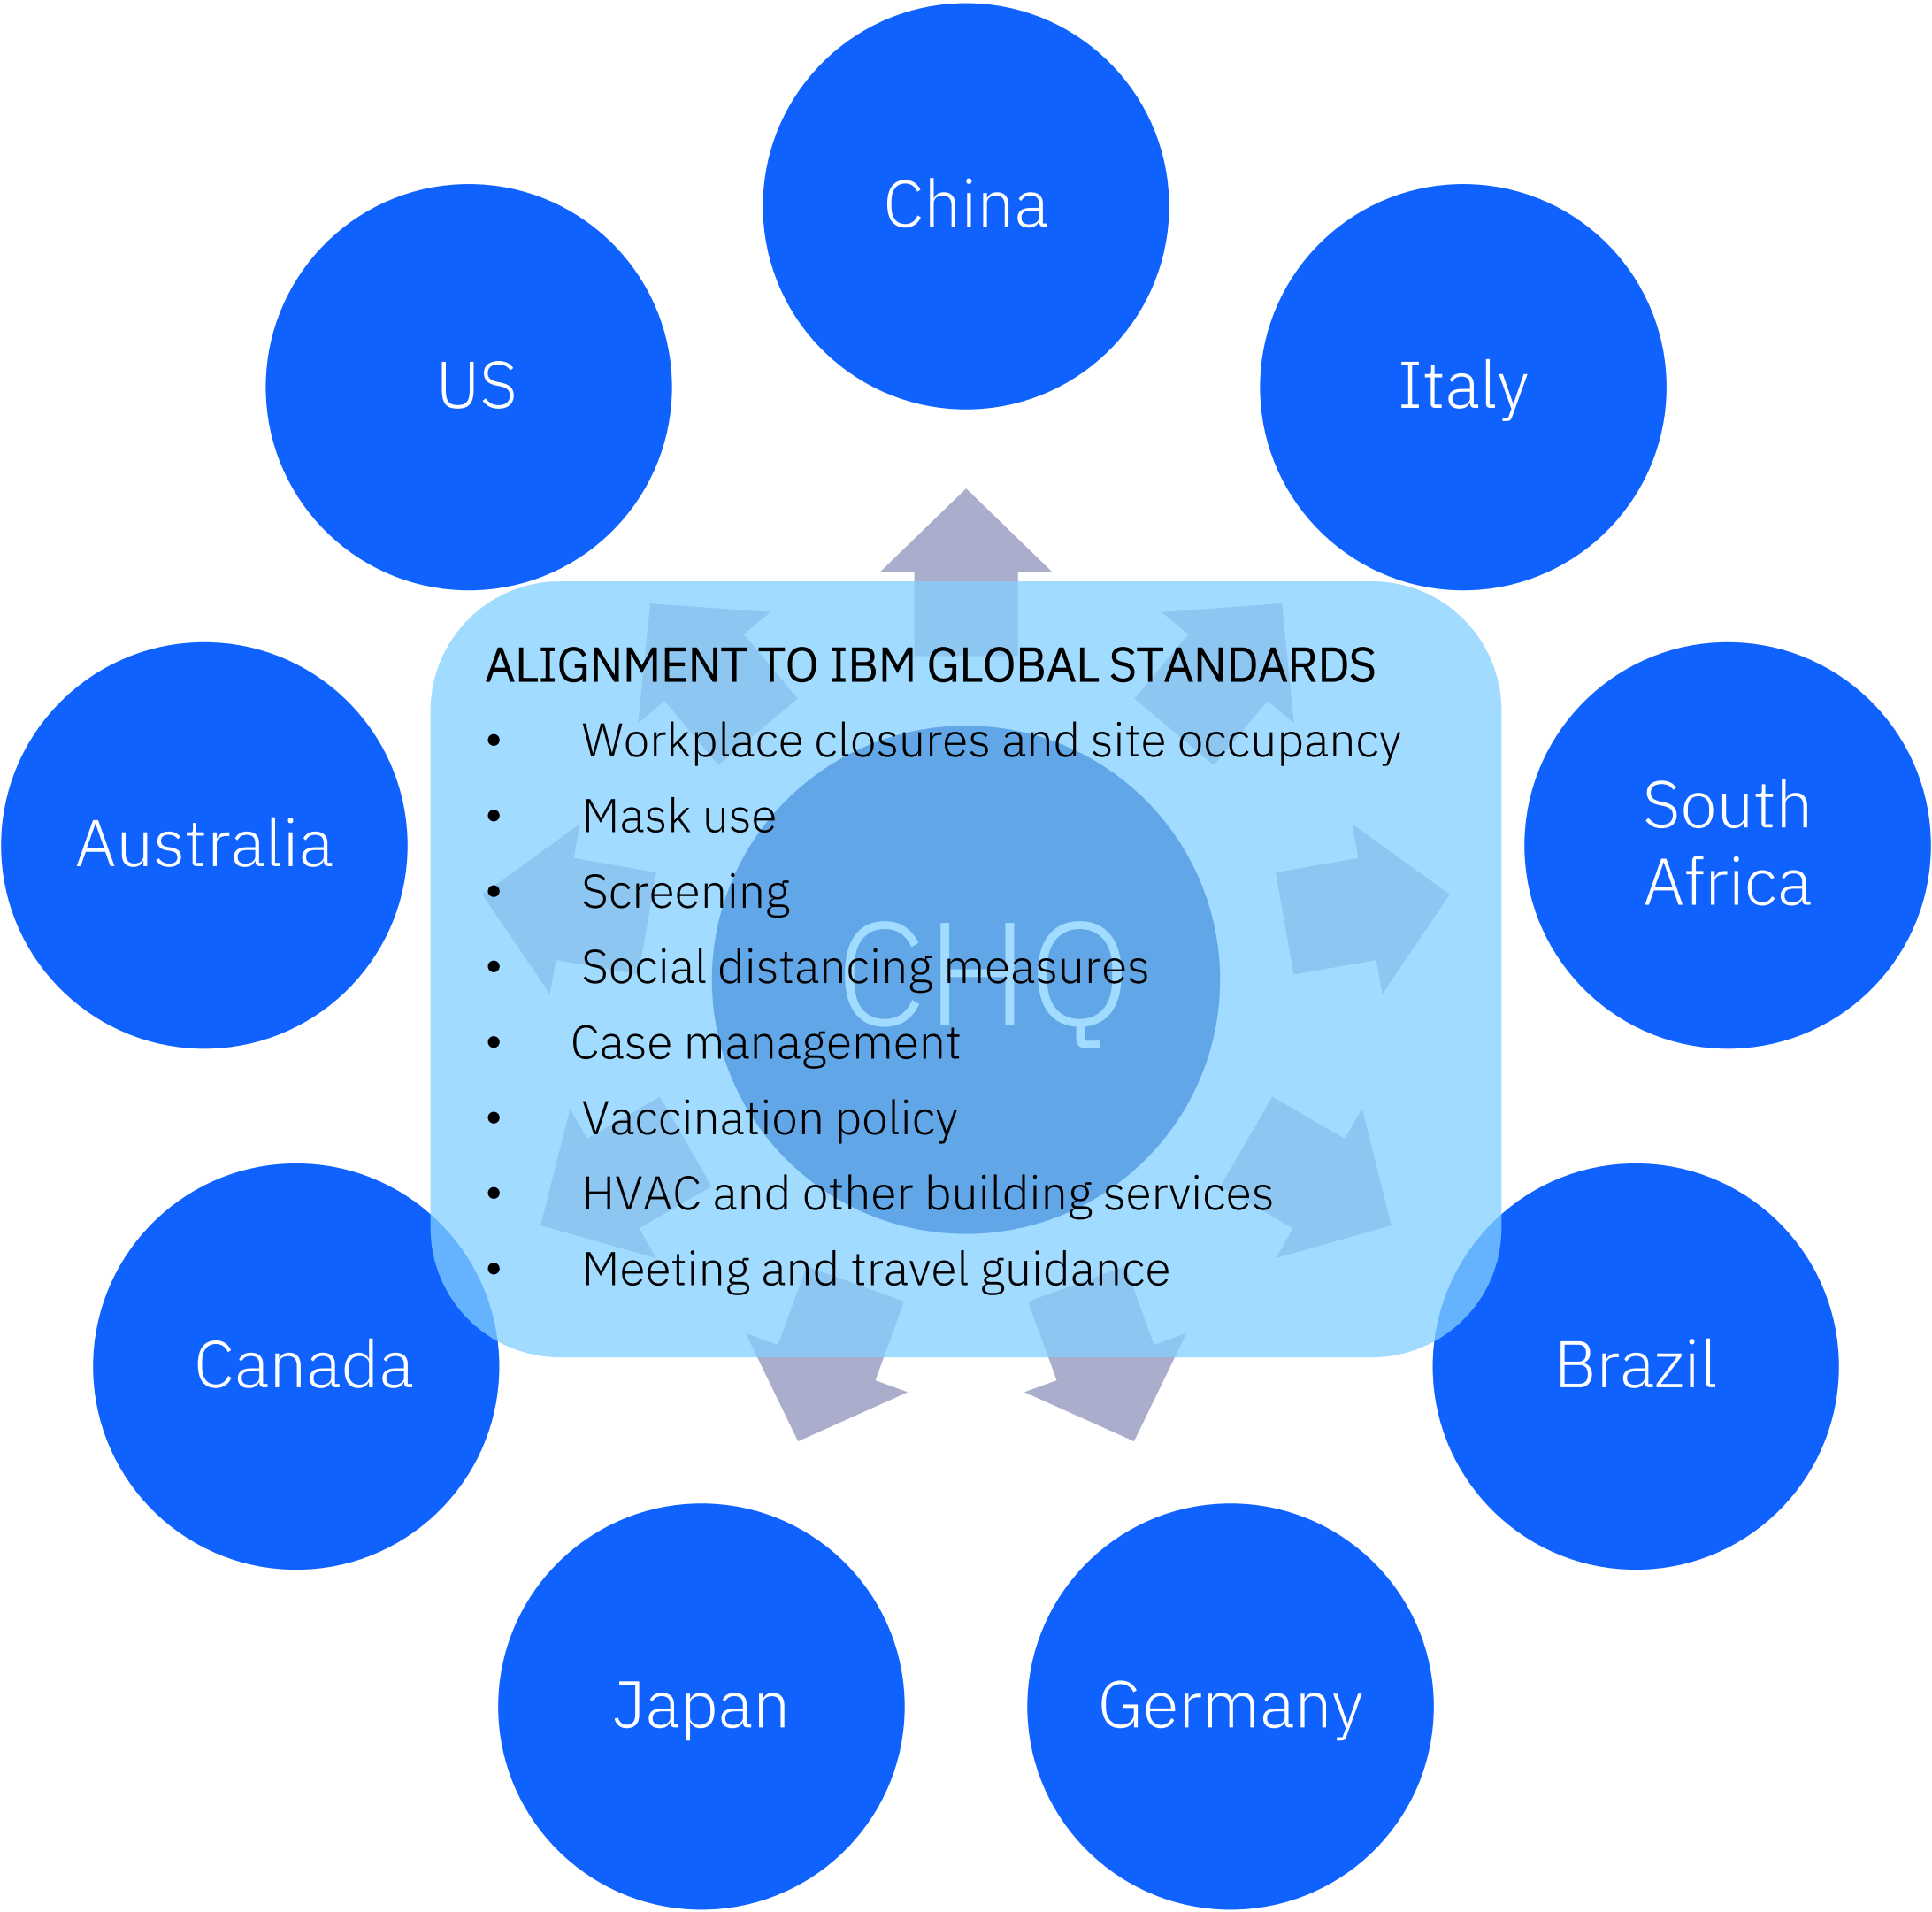 China
US
Italy
ALIGNMENT TO IBM GLOBAL STANDARDS
• Workplace closures and site occupancy
• Mask use
• Screening
• Social distancing measures
• Case management
• Vaccination policy
• HVAC and other building services
• Meeting and travel guidance
CHQ
Australia
South
Africa
Canada
Brazil
Japan
Germany